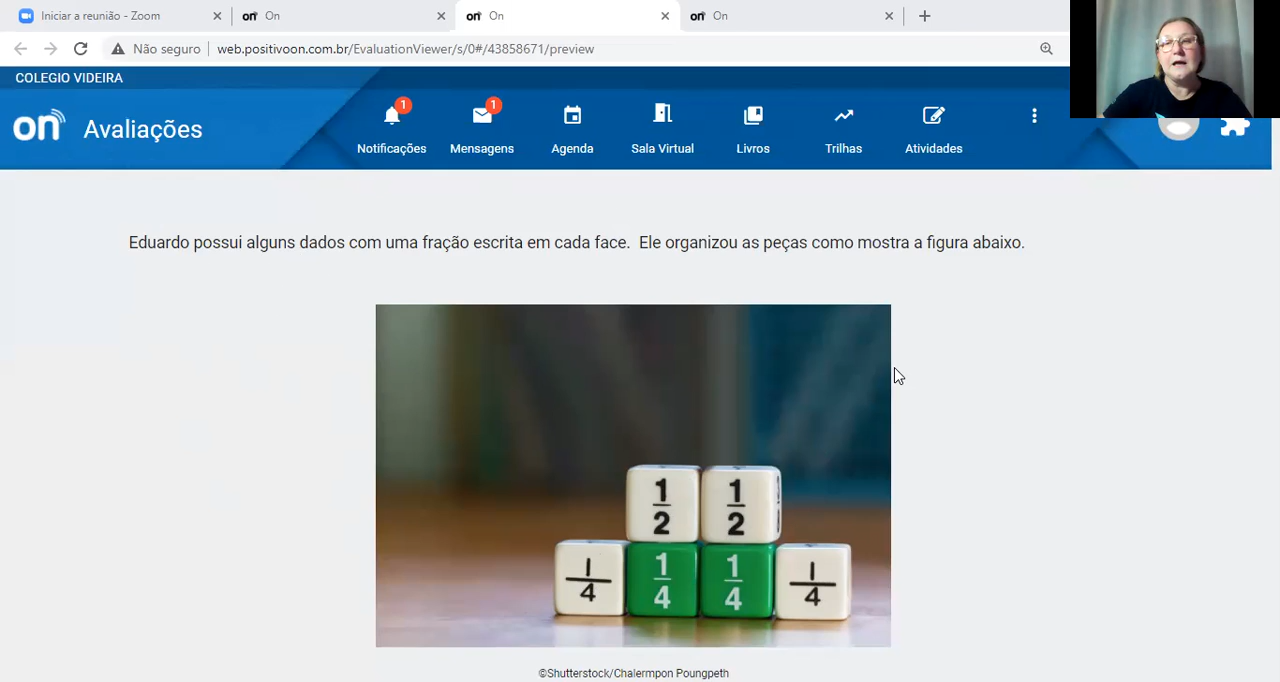 Iniciar a reunião - Zoom
On
On
On
Não seguro
web.positivoon.com.br/EvaluationViewer/s/0#/43858671/preview
COLEGIO VIDEIRA
on
Avaliações
1
1
Notificações
Mensagens
Agenda
Sala Virtual
Livros
Trilhas
Atividades
Eduardo possui alguns dados com uma fração escrita em cada face. Ele organizou as peças como mostra a figura abaixo.
1/2 1/2
1/4 1/4 1/4 1/4
©Shutterstock/Chalermpon Poungpeth